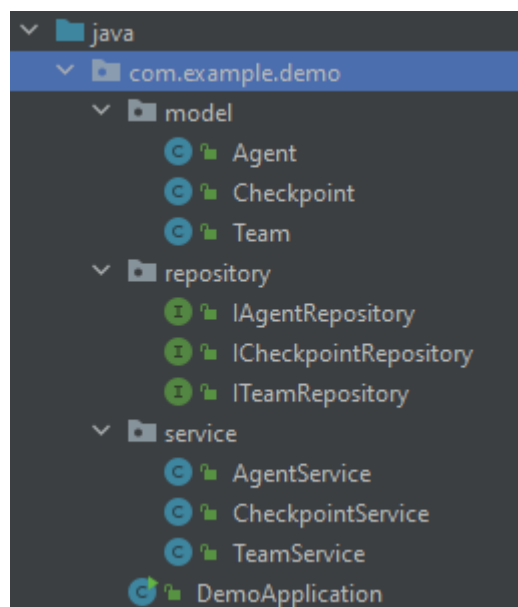 java
com.example.demo
model
Agent
Checkpoint
Team
repository
IAgentRepository
ICheckpointRepository
ITeamRepository
service
AgentService
CheckpointService
TeamService
DemoApplication